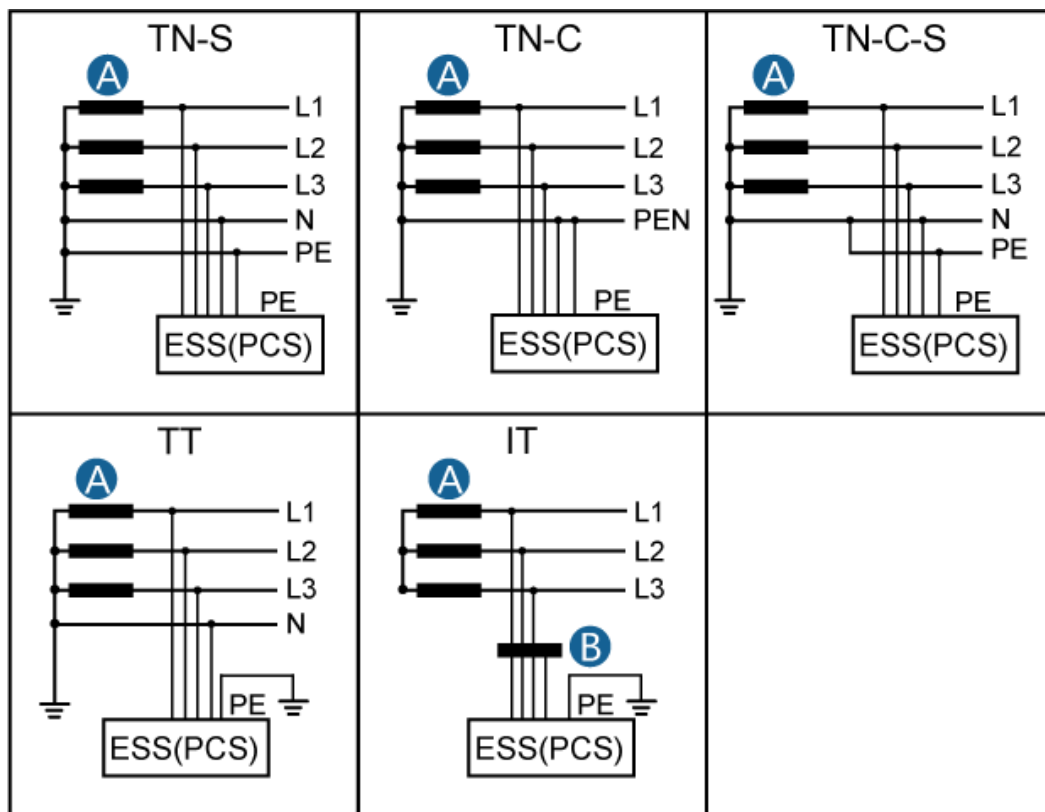 TN-S
A
L1
L2
L3
N
PE
PE
ESS(PCS)
TN-C
A
L1
L2
L3
PEN
PE
ESS(PCS)
TN-C-S
A
L1
L2
L3
N
PE
PE
ESS(PCS)
TT
A
L1
L2
L3
N
PE
ESS(PCS)
IT
A
L1
L2
L3
B
PE
ESS(PCS)